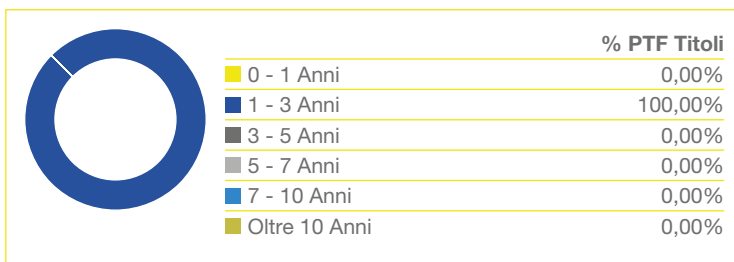 % PTF Titoli
0 - 1 Anni 0,00%
1 - 3 Anni 100,00%
3 - 5 Anni 0,00%
5 - 7 Anni 0,00%
7 - 10 Anni 0,00%
Oltre 10 Anni 0,00%